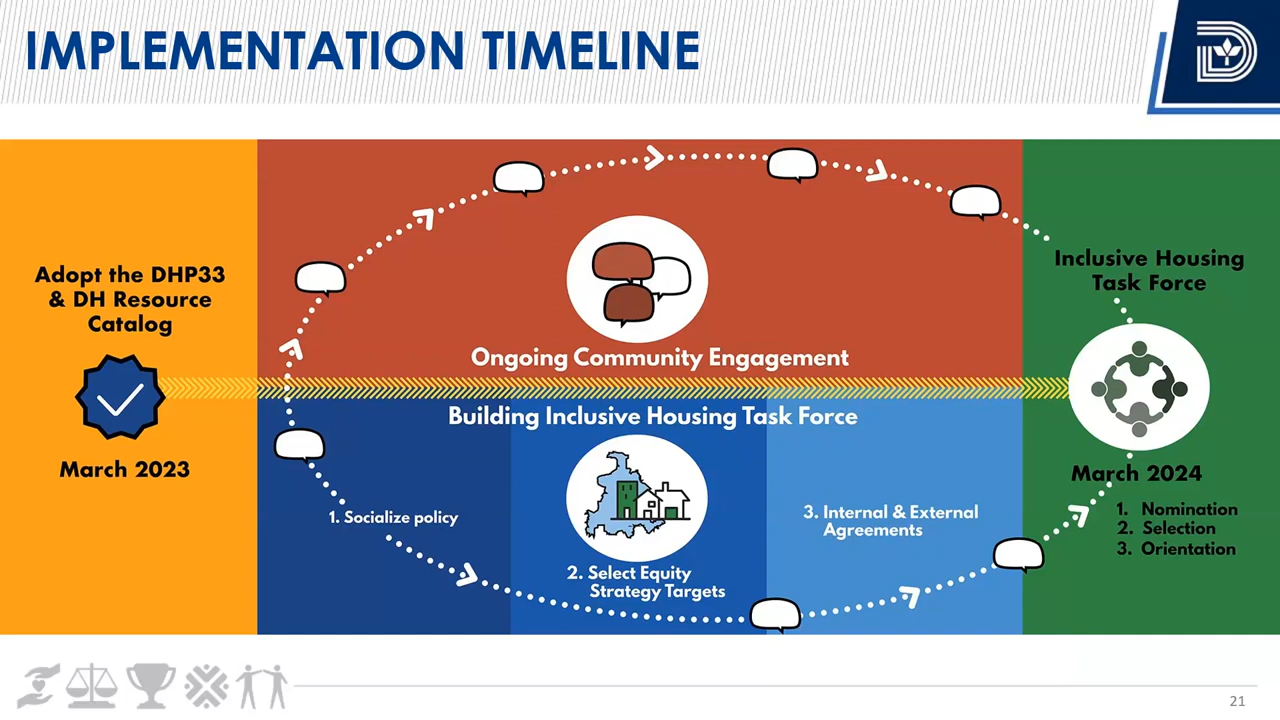 IMPLEMENTATION TIMELINE
Adopt the DHP33
& DH Resource
Catalog
March 2023
Ongoing Community Engagement
Building Inclusive Housing Task Force
1. Socialize policy
2. Select Equity
Strategy Targets
3. Internal & External
Agreements
Inclusive Housing
Task Force
March 2024
1. Nomination
2. Selection
3. Orientation
21